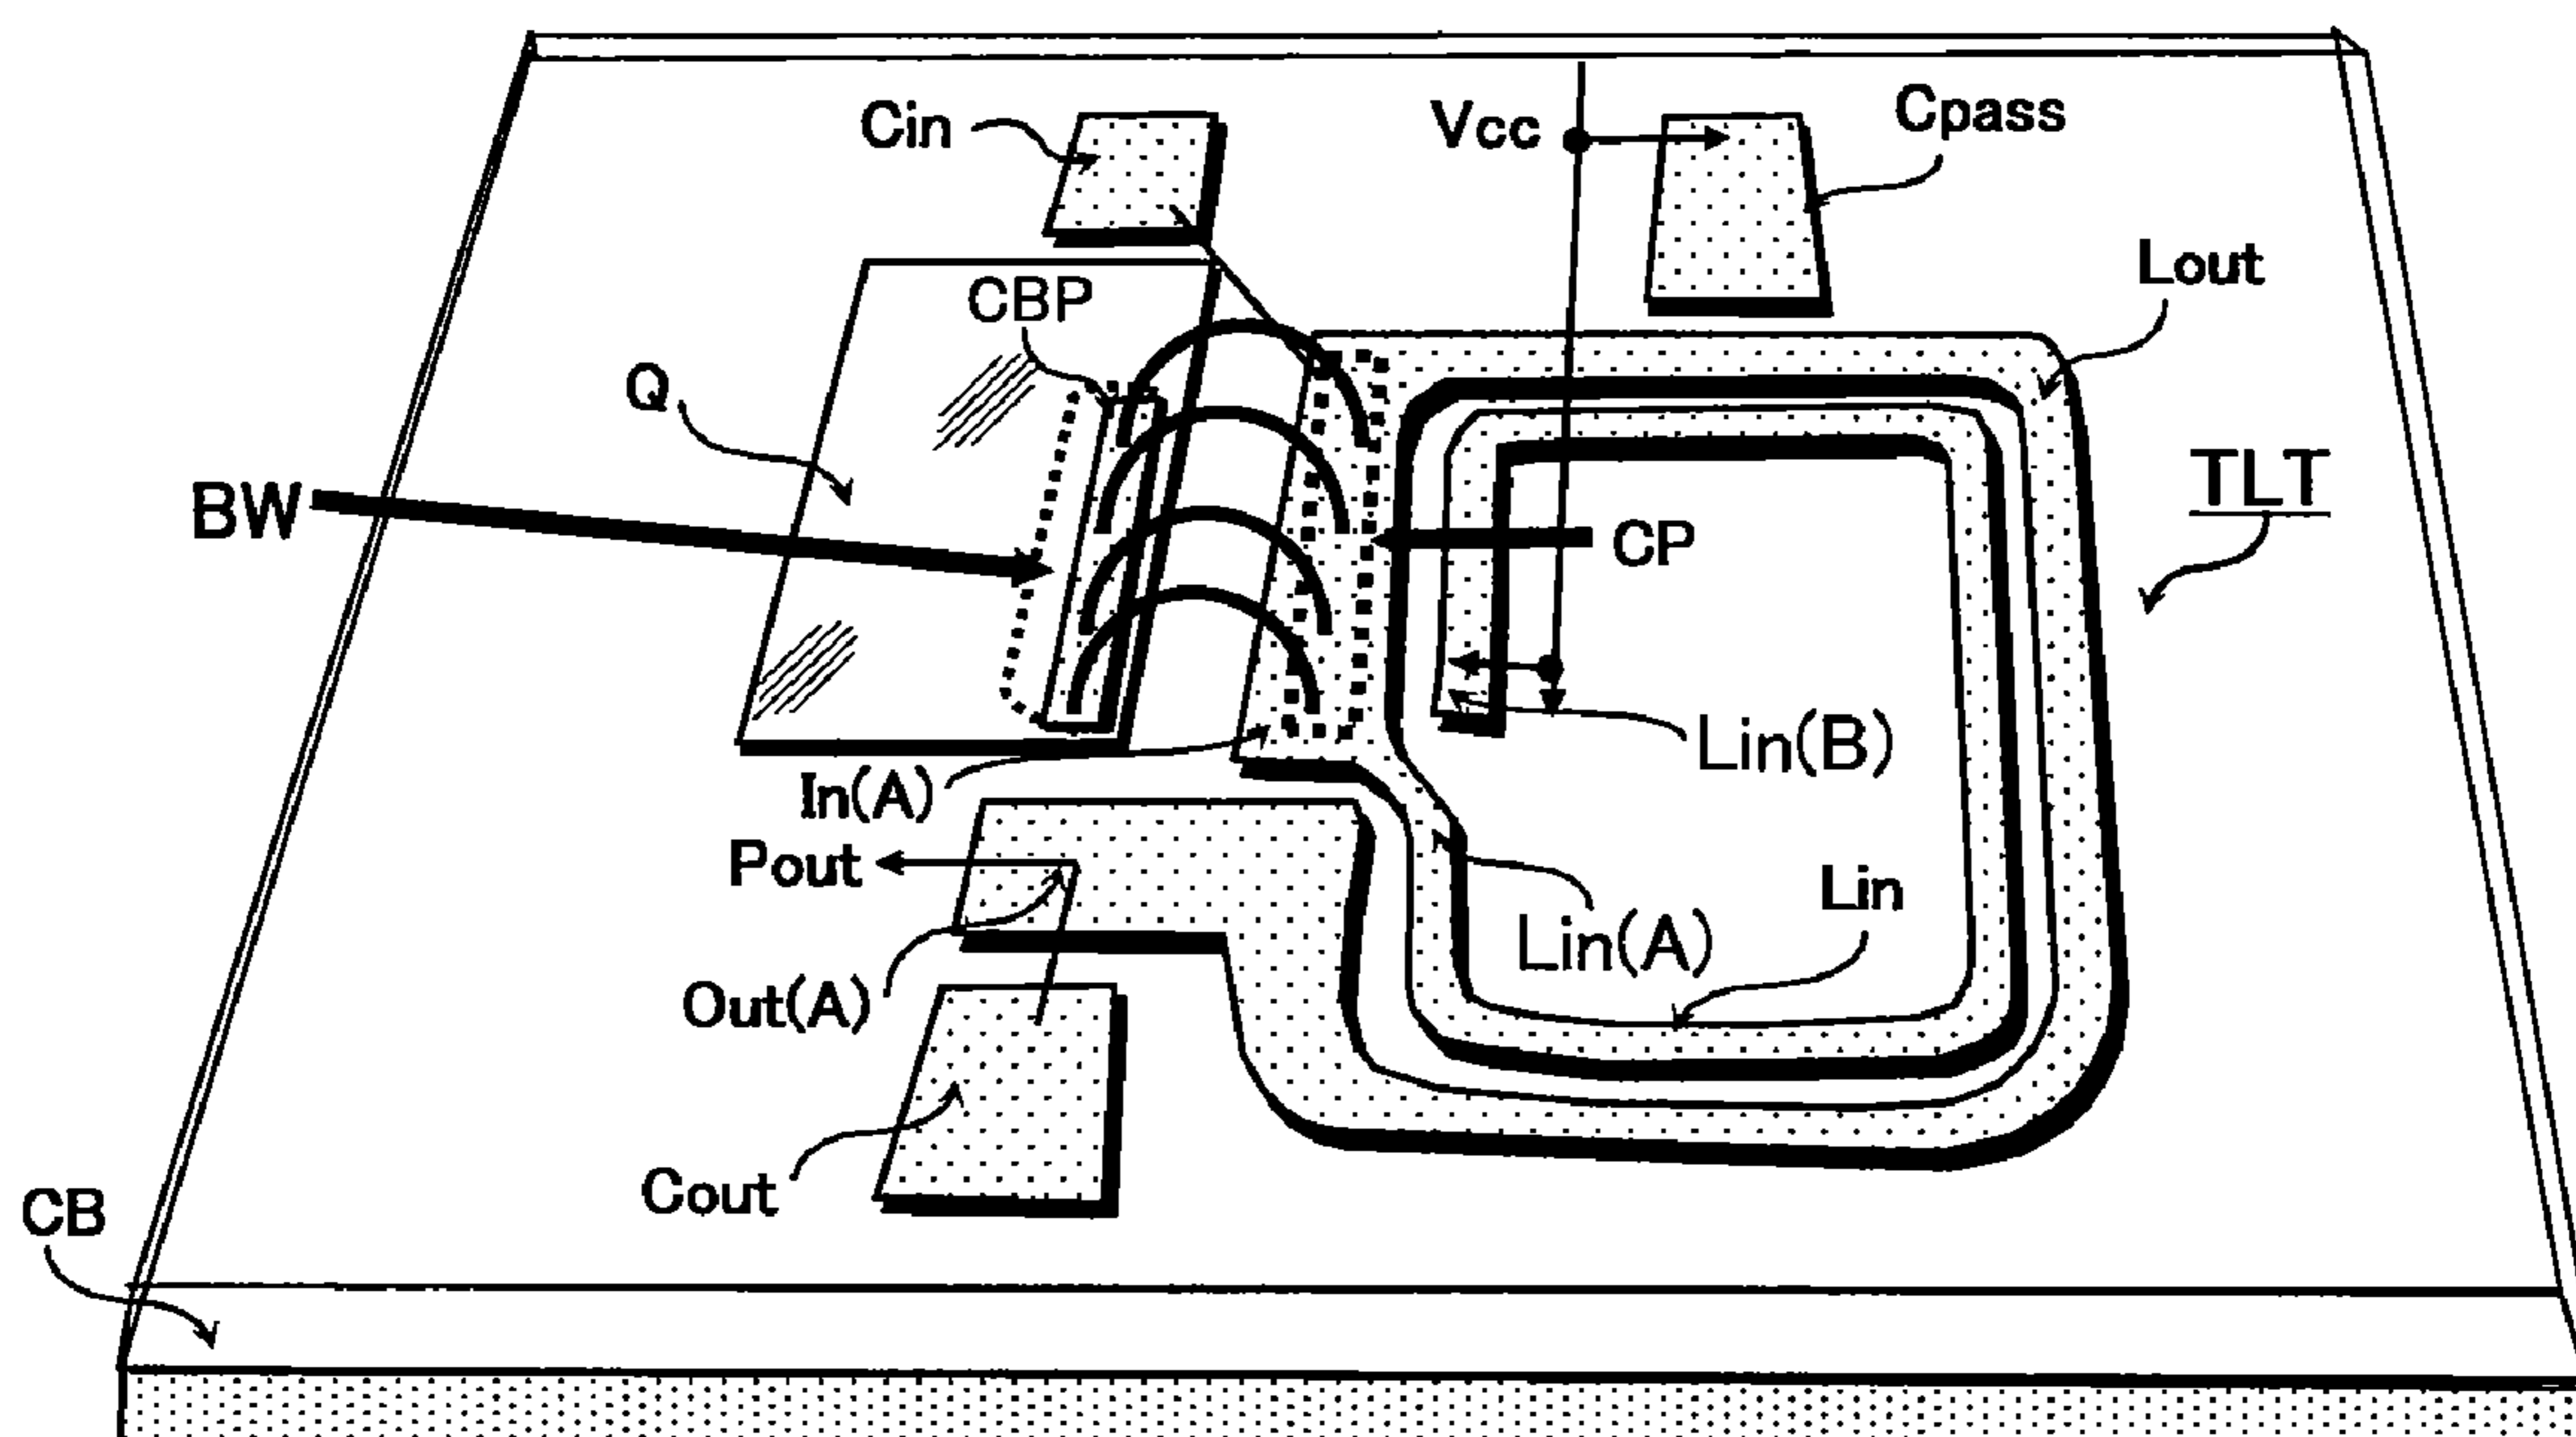 Cin
Vcc
Cpass
Lout
CBP
Q
TLT
BW
CP
Lin(B)
In(A)
Pout
Lin
Lin(A)
Out(A)
Cout
CB